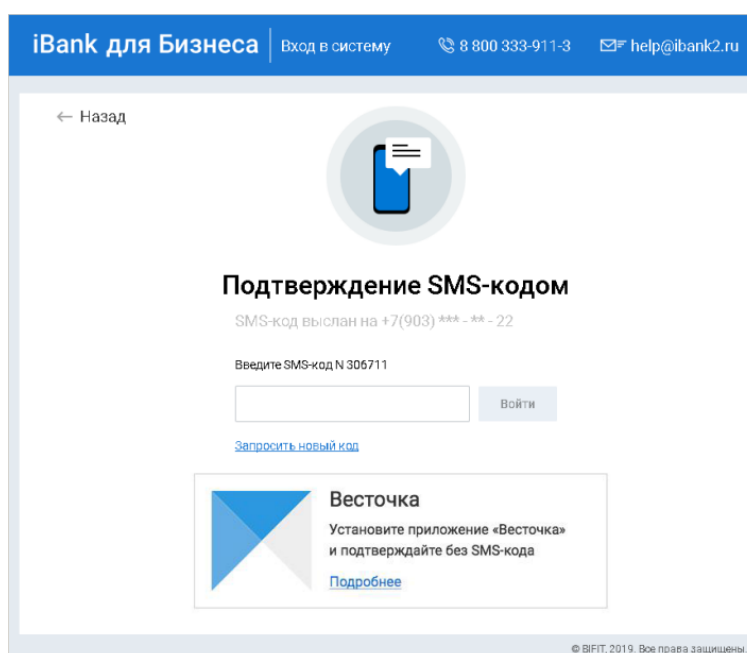 iBank для Бизнеса Вход в систему 8 800 333-911-3 help@ibank2.ru
← Назад
Подтверждение SMS-кодом
SMS-код выслан на +7(903) *** - ** - 22
Введите SMS-код N 306711
Войти
Запросить новый код
Весточка
Установите приложение «Весточка»
и подтверждайте без SMS-кода
Подробнее
© BIFIT, 2019. Все права защищены.